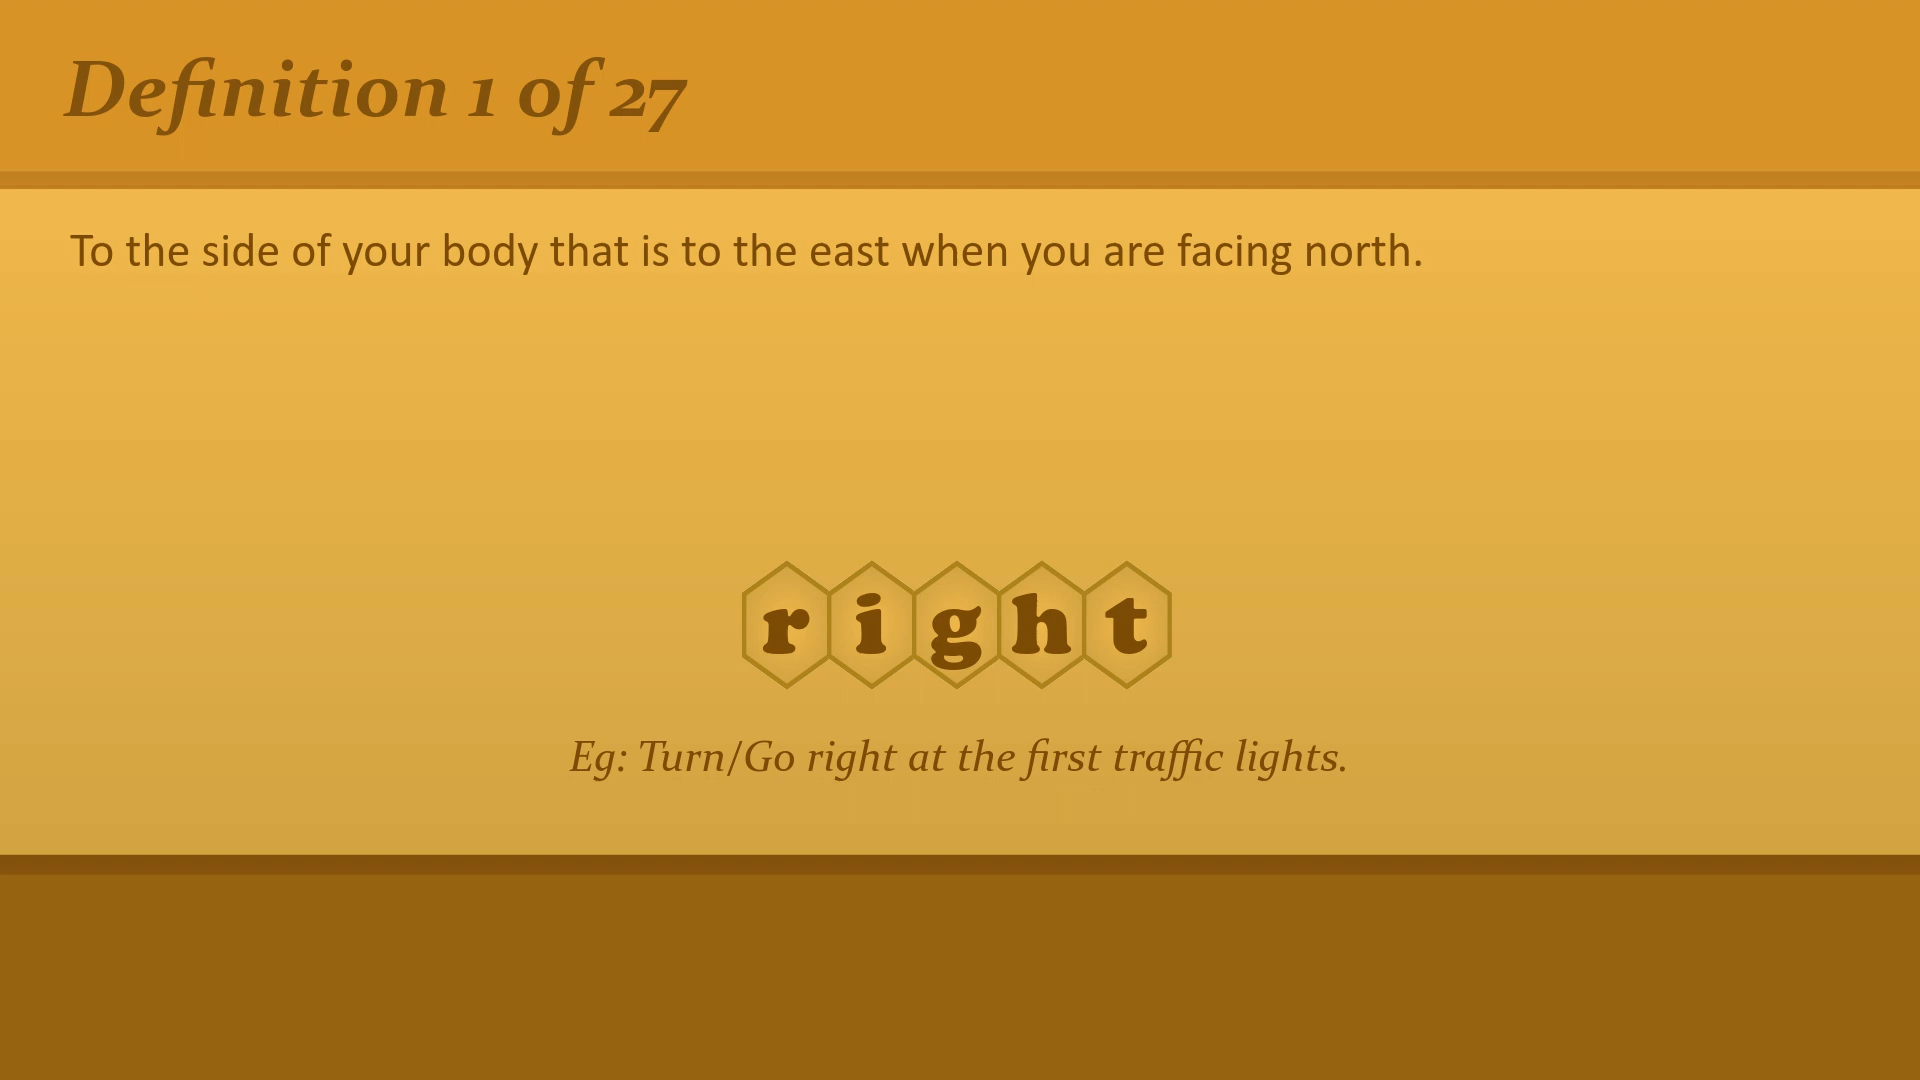 Definition 1 of 27
To the side of your body that is to the east when you are facing north.
right
Eg: Turn/Go right at the first traffic lights.